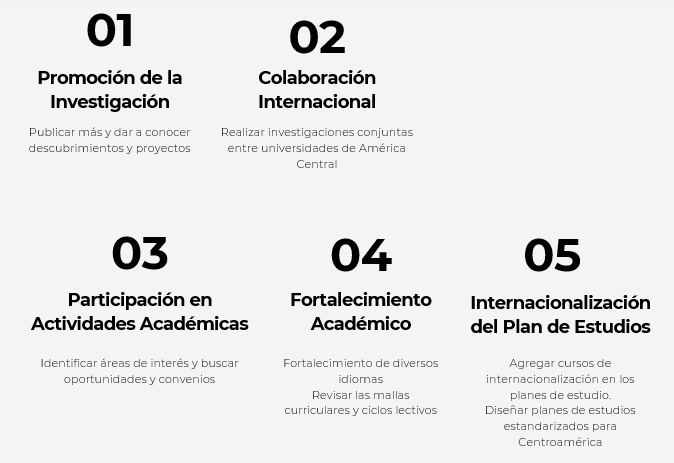 01
Promoción de la
Investigación
Publicar más y dar a conocer
descubrimientos y proyectos
02
Colaboración
Internacional
Realizar investigaciones conjuntas
entre universidades de América
Central
03
Participación en
Actividades Académicas
Identificar áreas de interés y buscar
oportunidades y convenios
04
Fortalecimiento
Académico
Fortalecimiento de diversos
idiomas
Revisar las mallas
curriculares y ciclos lectivos
05
Internacionalización
del Plan de Estudios
Agregar cursos de
internacionalización en los
planes de estudio.
Diseñar planes de estudios
estandarizados para
Centroamérica